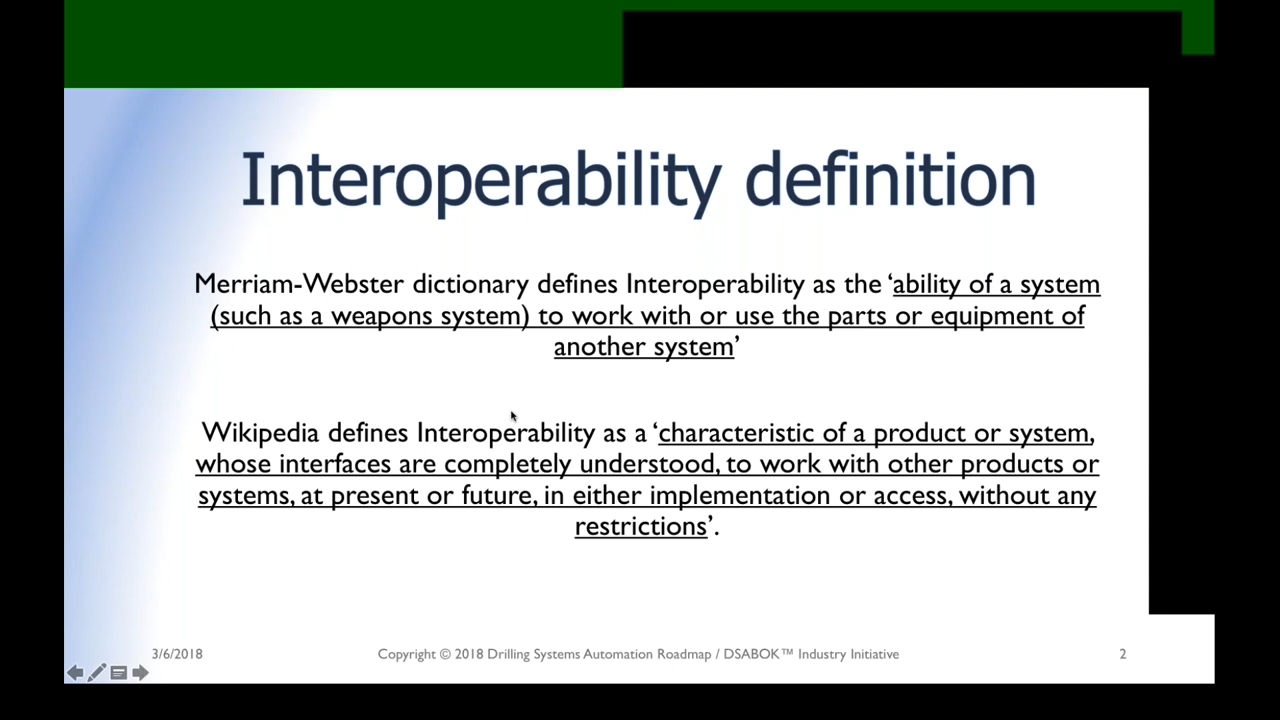 Interoperability definition
Merriam-Webster dictionary defines Interoperability as the ‘ability of a system
(such as a weapons system) to work with or use the parts or equipment of
another system’
Wikipedia defines Interoperability as a ‘characteristic of a product or system,
whose interfaces are completely understood, to work with other products or
systems, at present or future, in either implementation or access, without any
restrictions’.
3/6/2018 Copyright © 2018 Drilling Systems Automation Roadmap / DSABOK™ Industry Initiative 2